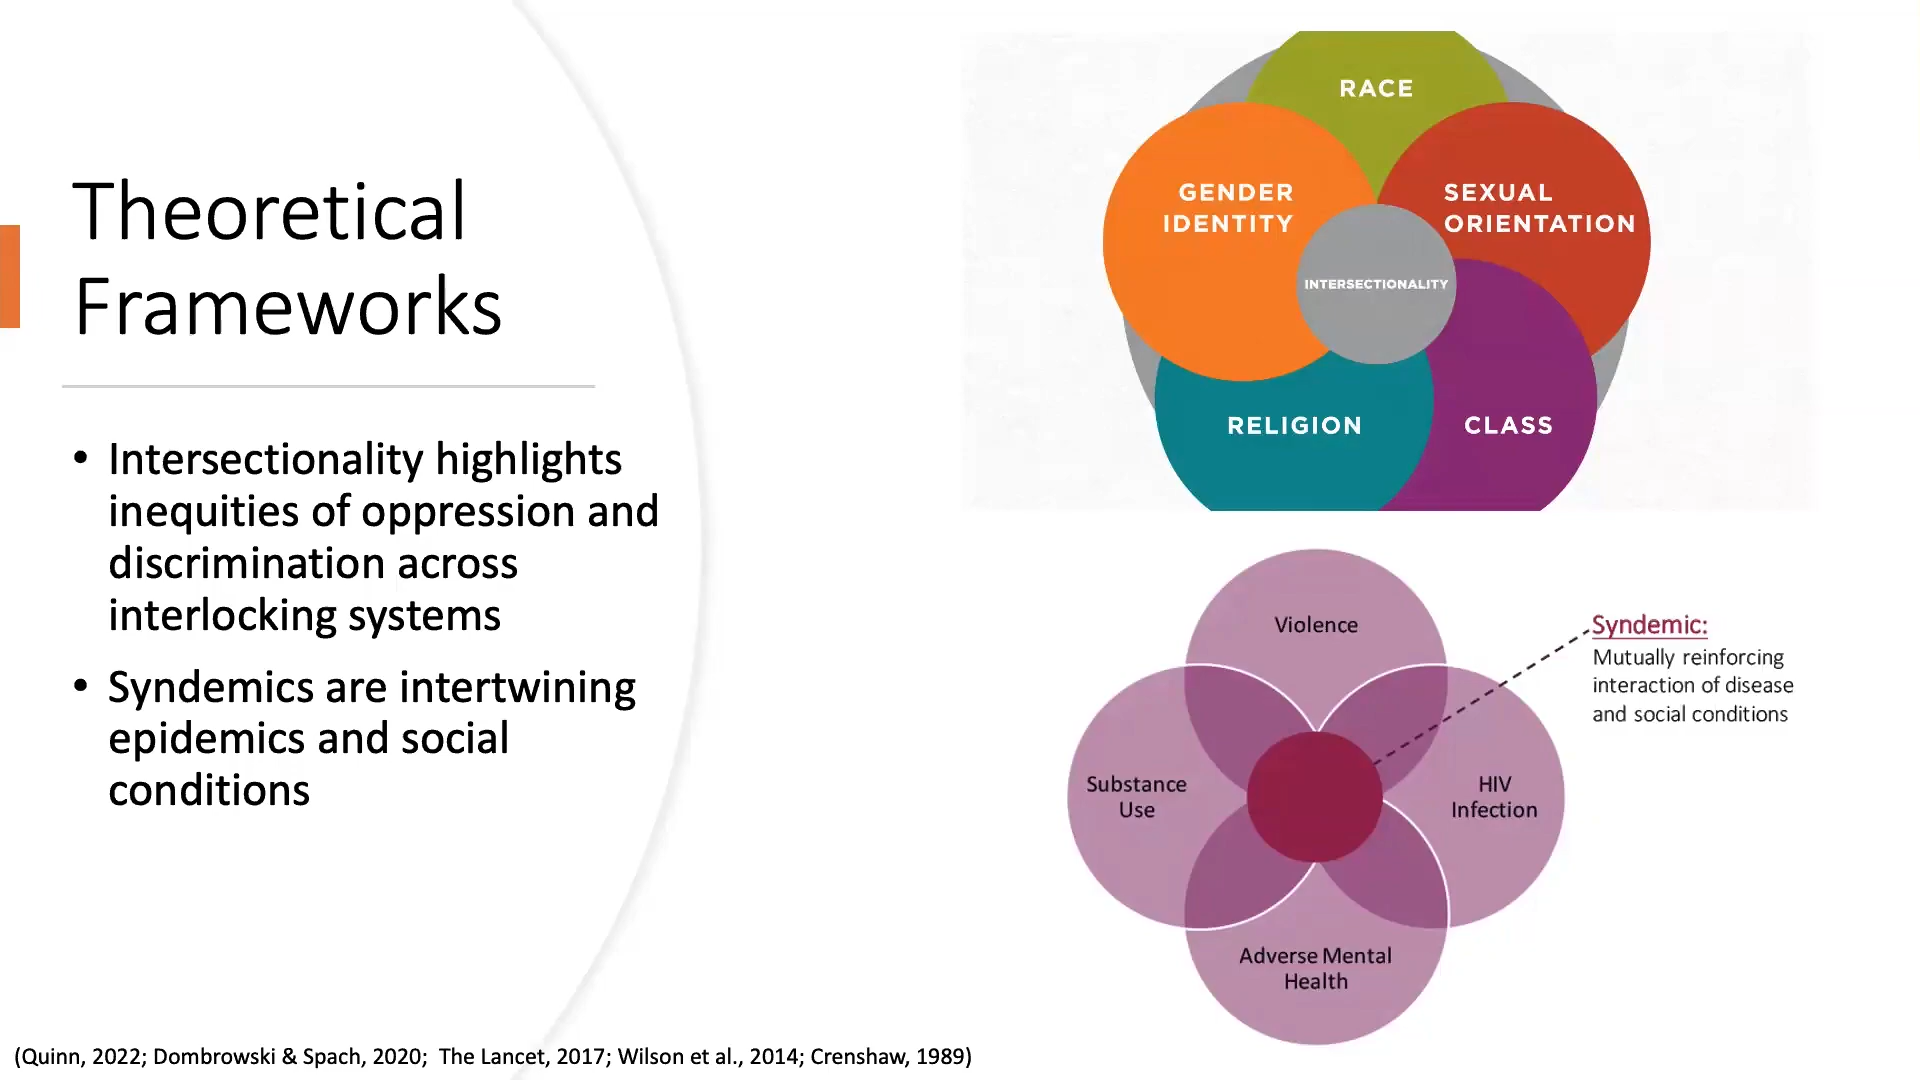 Theoretical
Frameworks
• Intersectionality highlights
inequities of oppression and
discrimination across
interlocking systems
• Syndemics are intertwining
epidemics and social
conditions
RACE
GENDER
IDENTITY
SEXUAL
ORIENTATION
INTERSECTIONALITY
RELIGION
CLASS
Violence
Syndemic:
Mutually reinforcing
interaction of disease
and social conditions
Substance
Use
HIV
Infection
Adverse Mental
Health
(Quinn, 2022; Dombrowski & Spach, 2020;  The Lancet, 2017; Wilson et al., 2014; Crenshaw, 1989)